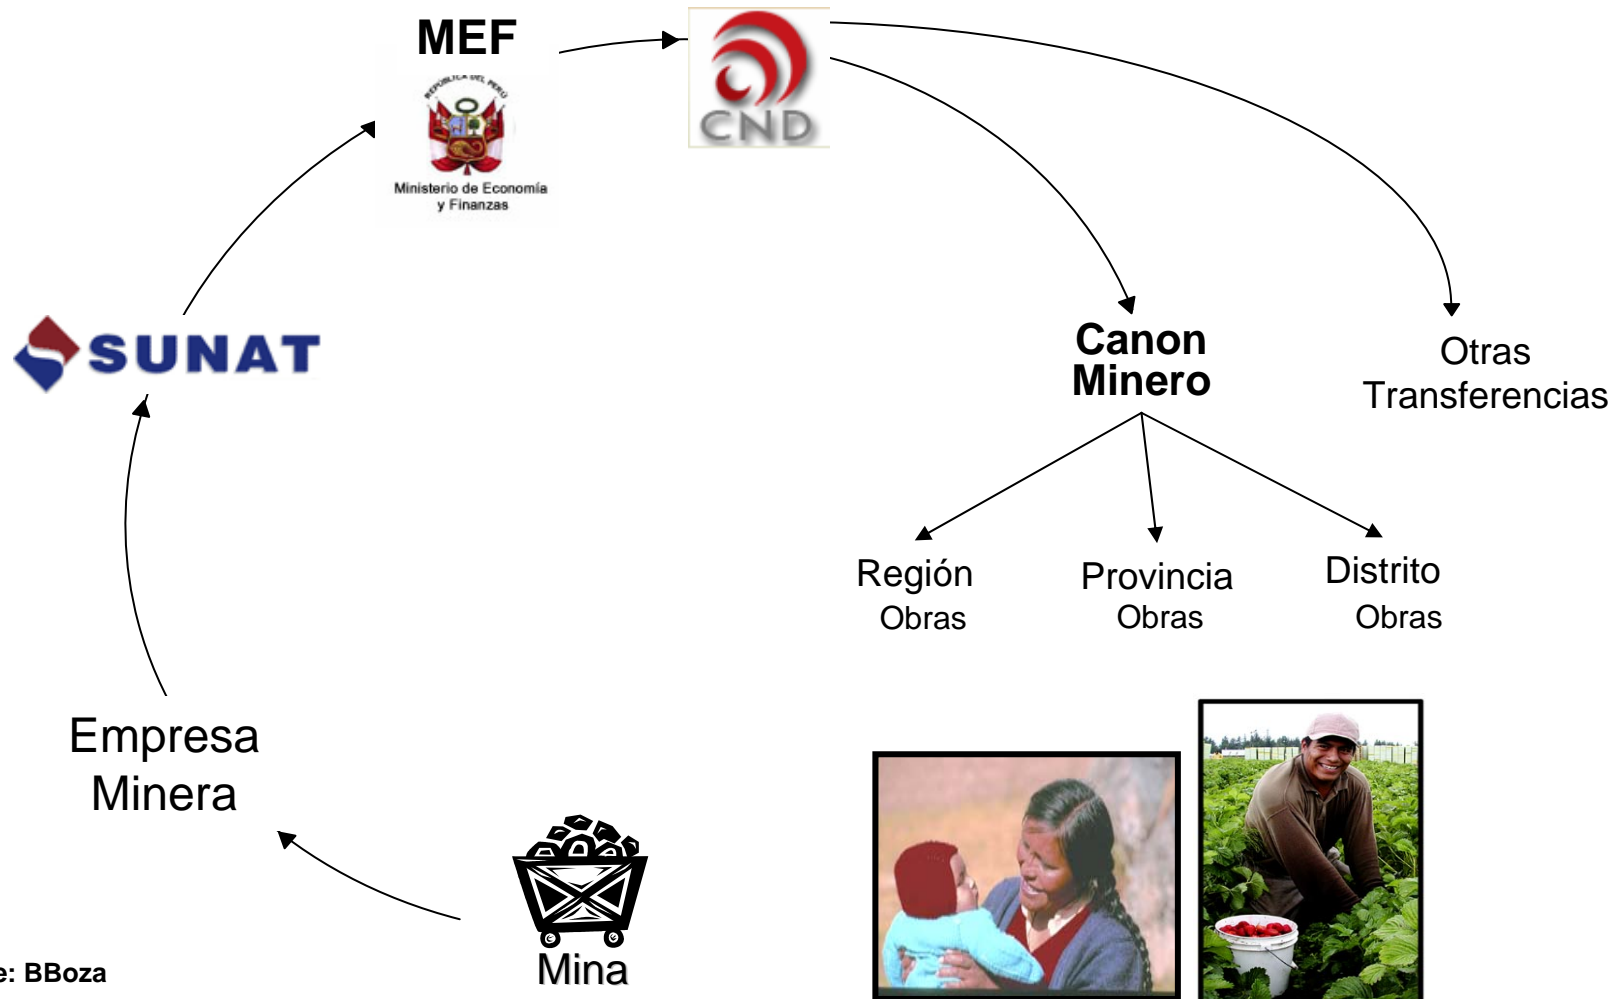 MEF
REPÚBLICA DEL PERÚ
Ministerio de Economía
y Finanzas
CND
SUNAT
Canon
Minero
Otras
Transferencias
Región
Obras
Provincia
Obras
Distrito
Obras
Empresa
Minera
Mina
e: BBoza